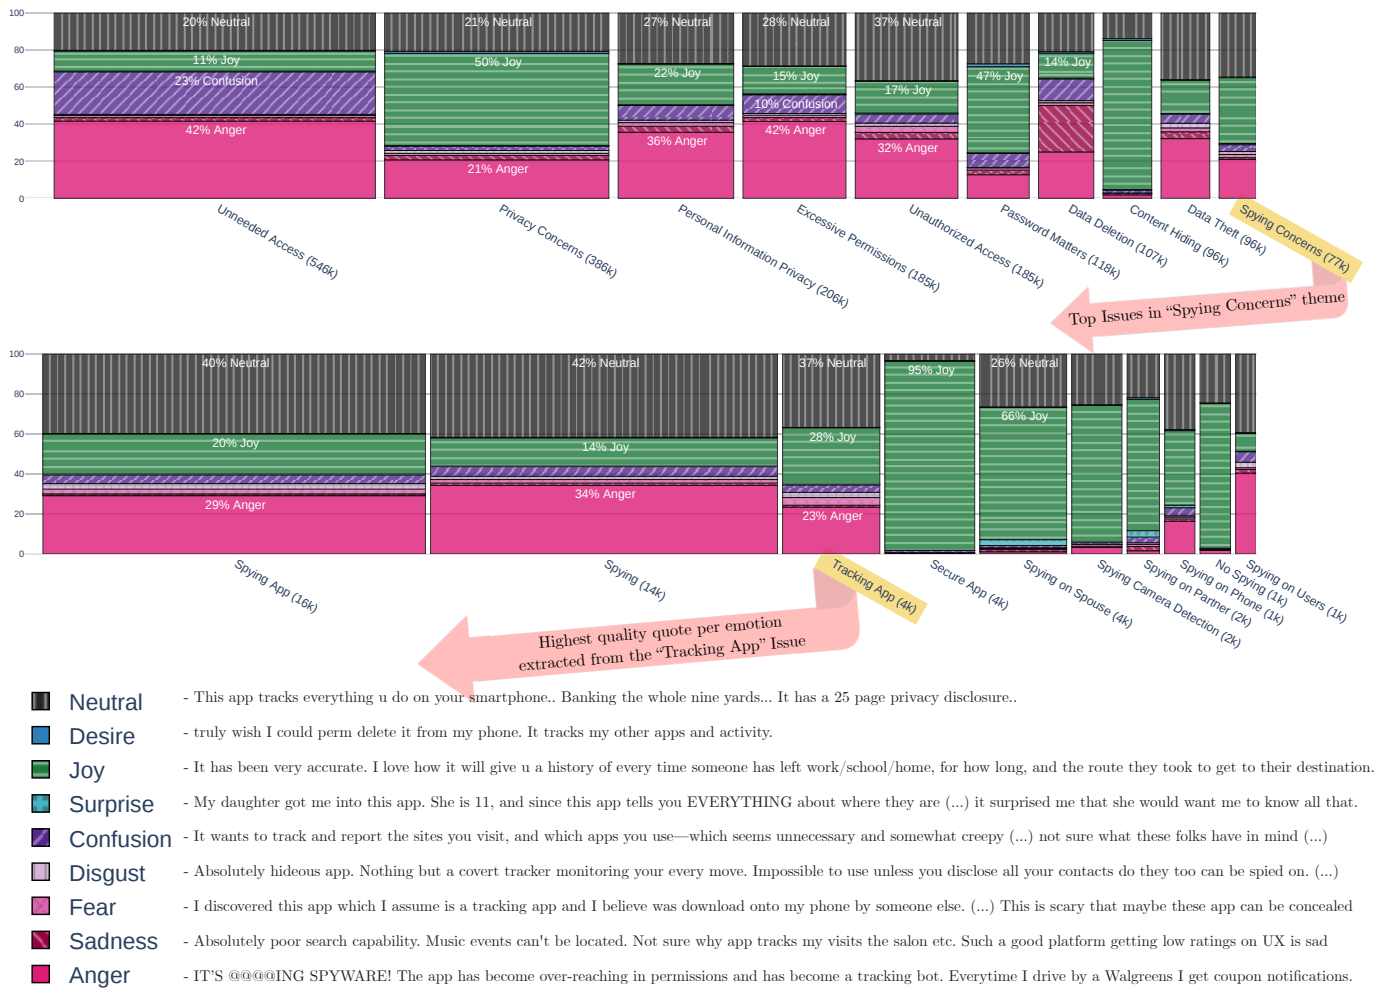 100
80
60
40
20
0
20% Neutral
11% Joy
23% Confusion
42% Anger
21% Neutral
50% Joy
21% Anger
27% Neutral
22% Joy
36% Anger
28% Neutral
15% Joy
10% Confusion
42% Anger
37% Neutral
17% Joy
32% Anger
47% Joy
14% Joy
Unneeded Access (546k)
Privacy Concerns (386k)
Personal Information Privacy (206k)
Excessive Permissions (185k)
Unauthorized Access (185k)
Password Matters (118k)
Data Deletion (107k)
Content Hiding (96k)
Data Theft (96k)
Spying Concerns (77k)
Top Issues in “Spying Concerns” theme
100
80
60
40
20
0
40% Neutral
20% Joy
29% Anger
42% Neutral
14% Joy
34% Anger
37% Neutral
28% Joy
23% Anger
95% Joy
26% Neutral
66% Joy
Spying App (16k)
Spying (14k)
Tracking App (4k)
Secure App (4k)
Spying on Spouse (4k)
Spying Camera Detection (2k)
Spying on Partner (2k)
Spying on Phone (1k)
No Spying (1k)
Spying on Users (1k)
Highest quality quote per emotion
extracted from the “Tracking App” Issue
Neutral - This app tracks everything u do on your smartphone.. Banking the whole nine yards... It has a 25 page privacy disclosure..
Desire - truly wish I could perm delete it from my phone. It tracks my other apps and activity.
Joy - It has been very accurate. I love how it will give u a history of every time someone has left work/school/home, for how long, and the route they took to get to their destination.
Surprise - My daughter got me into this app. She is 11, and since this app tells you EVERYTHING about where they are (...) it surprised me that she would want me to know all that.
Confusion - It wants to track and report the sites you visit, and which apps you use—which seems unnecessary and somewhat creepy (...) not sure what these folks have in mind (...)
Disgust - Absolutely hideous app. Nothing but a covert tracker monitoring your every move. Impossible to use unless you disclose all your contacts do they too can be spied on. (...)
Fear - I discovered this app which I assume is a tracking app and I believe was download onto my phone by someone else. (...) This is scary that maybe these app can be concealed
Sadness - Absolutely poor search capability. Music events can't be located. Not sure why app tracks my visits the salon etc. Such a good platform getting low ratings on UX is sad
Anger - IT'S @@@@ING SPYWARE! The app has become over-reaching in permissions and has become a tracking bot. Everytime I drive by a Walgreens I get coupon notifications.